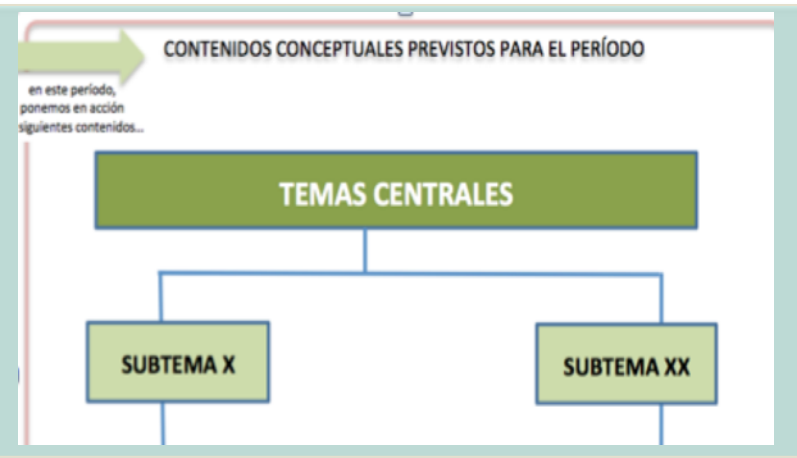 CONTENIDOS CONCEPTUALES PREVISTOS PARA EL PERÍODO
en este período,
ponemos en acción
siguientes contenidos...
TEMAS CENTRALES
SUBTEMA X
SUBTEMA XX